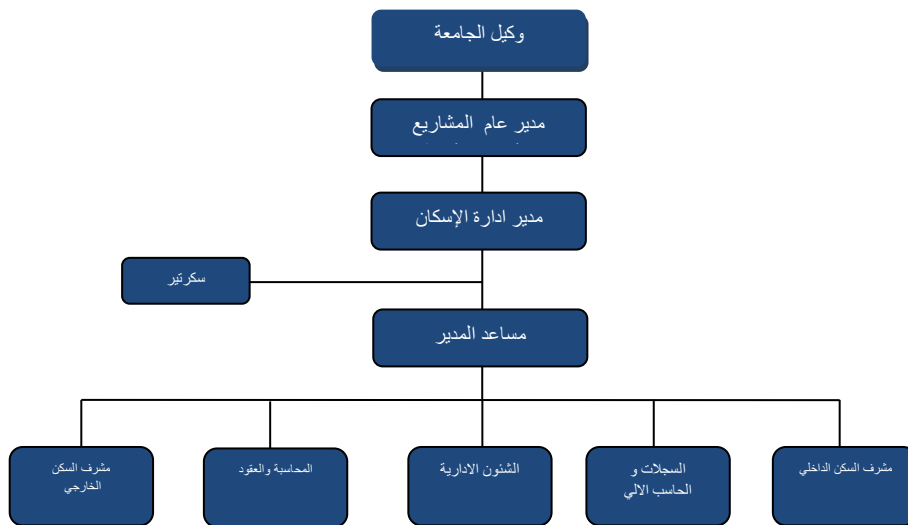 وكيل الجامعة
مدير عام المشاريع
مدير ادارة الإسكان
سكرتير
مساعد المدير
مشرف السكن الداخلي
السجلات و
الحاسب الالي
الشئون الادارية
المحاسبة والعقود
مشرف السكن
الخارجي